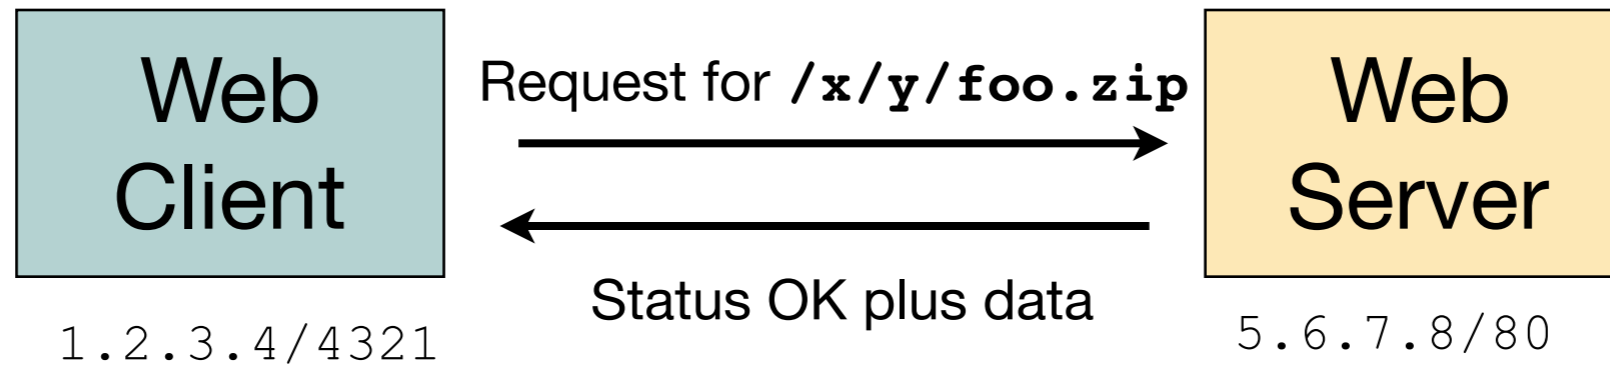 Web
Client
Request for /x/y/foo.zip
Status OK plus data
Web
Server
1.2.3.4/4321
5.6.7.8/80